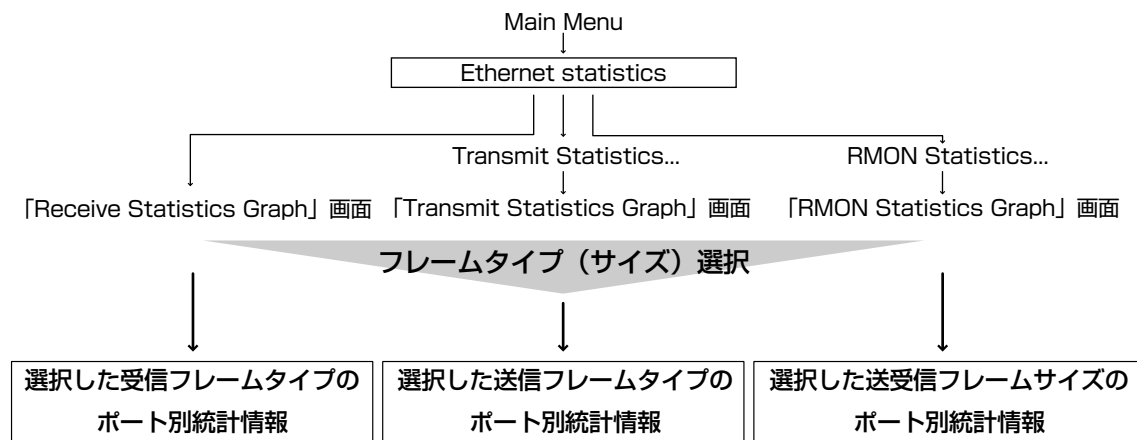 Main Menu
Ethernet statistics
Transmit Statistics...
RMON Statistics...
「Receive Statistics Graph」画面
「Transmit Statistics Graph」画面
「RMON Statistics Graph」画面
フレームタイプ（サイズ）選択
選択した受信フレームタイプの
ポート別統計情報
選択した送信フレームタイプの
ポート別統計情報
選択した送受信フレームサイズの
ポート別統計情報